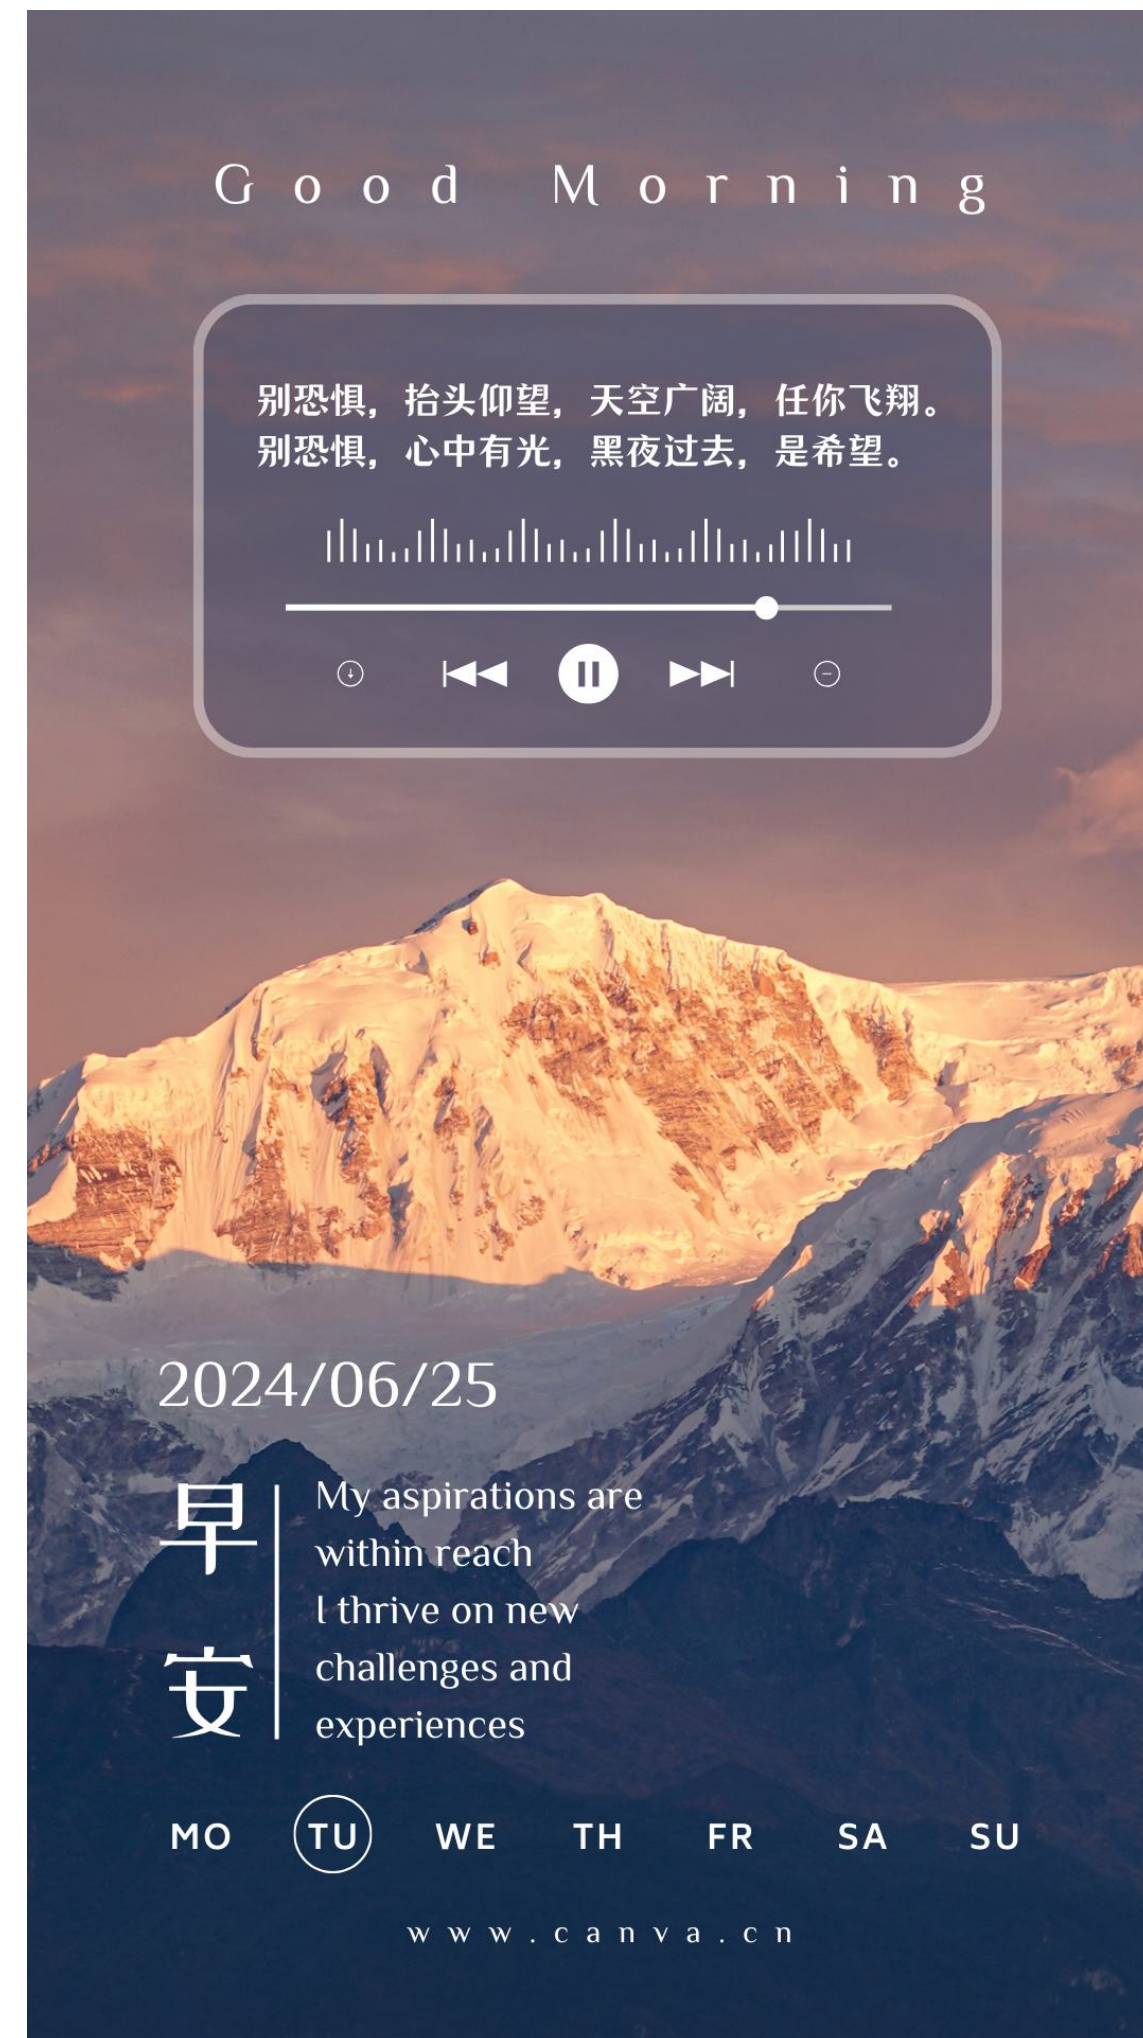 Good Morning
别恐惧，抬头仰望，天空广阔，任你飞翔。
别恐惧，心中有光，黑夜过去，是希望。
2024/06/25
早安
My aspirations are
within reach
I thrive on new
challenges and
experiences
MO TU WE TH FR SA SU
www.canva.cn